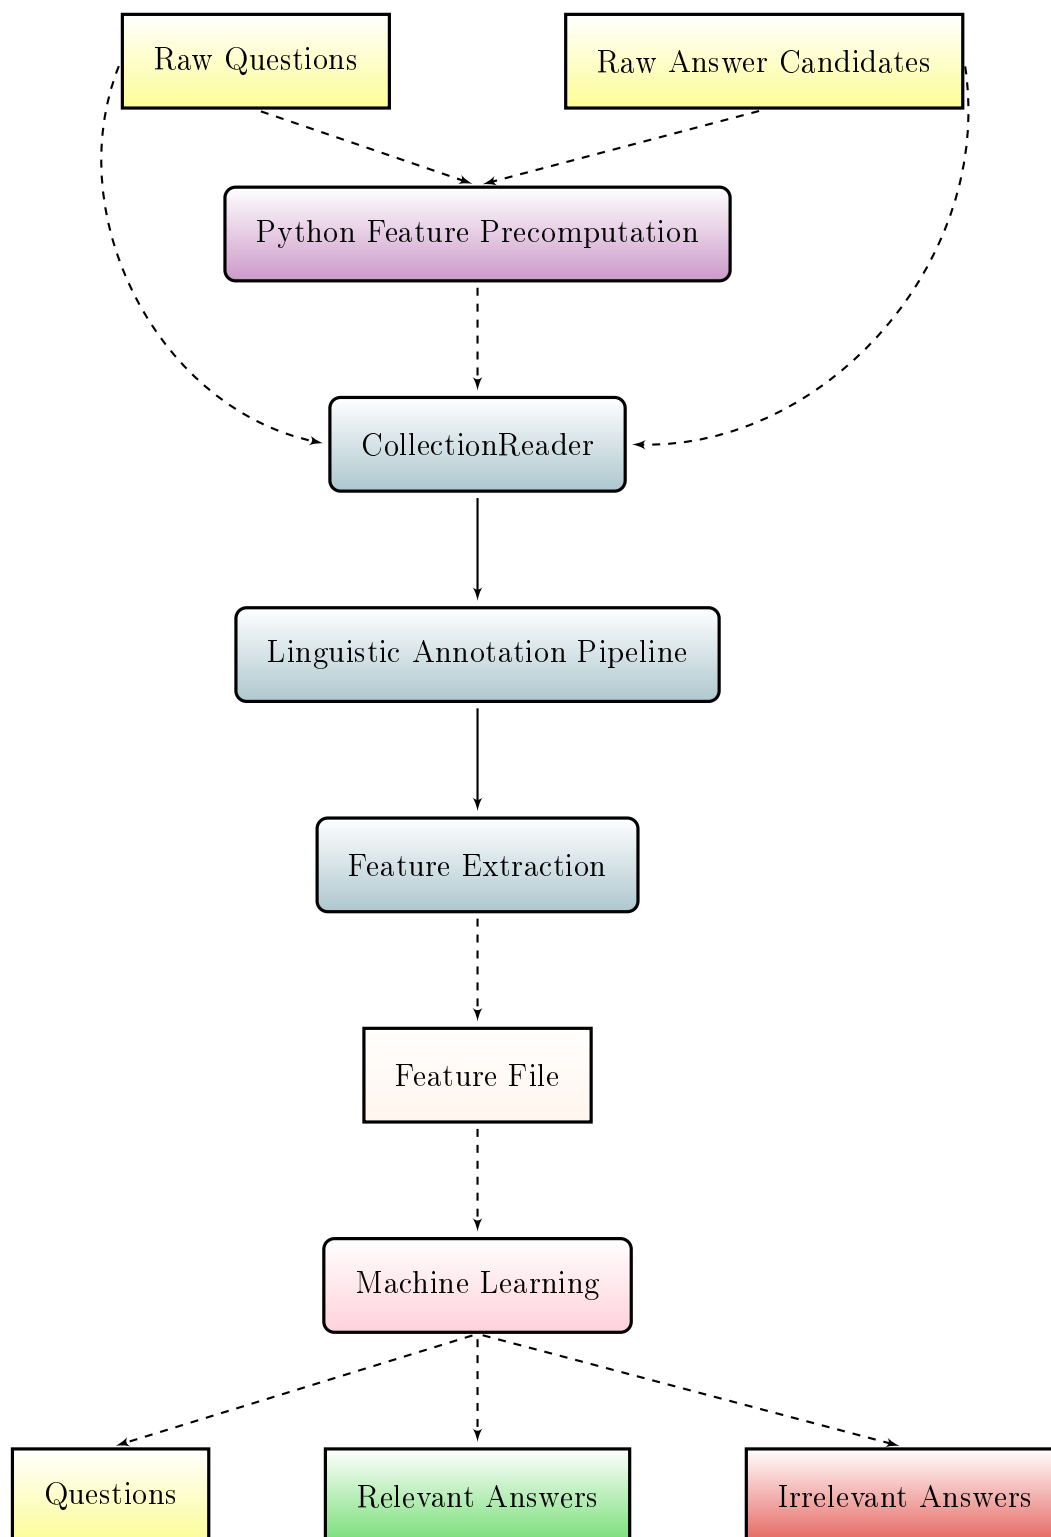 Raw Questions
Raw Answer Candidates
Python Feature Precomputation
CollectionReader
Linguistic Annotation Pipeline
Feature Extraction
Feature File
Machine Learning
Questions
Relevant Answers
Irrelevant Answers